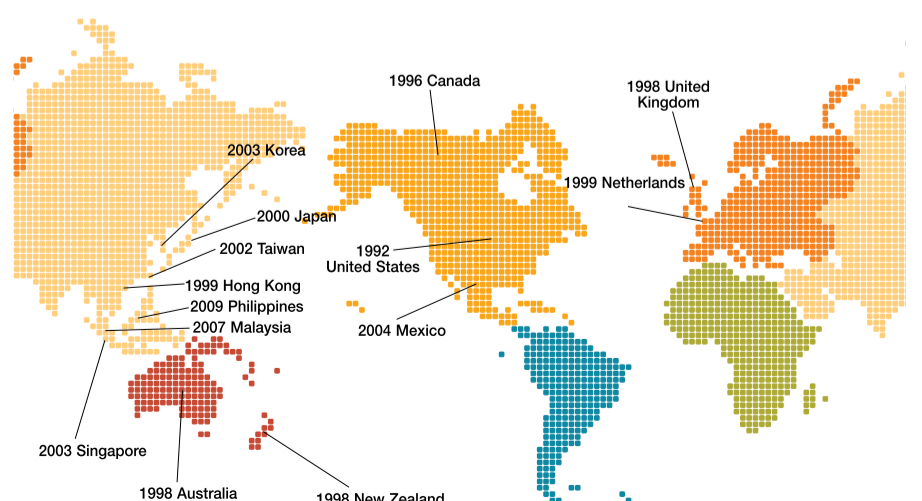 1996 Canada
1998 United
Kingdom
2003 Korea
1999 Netherlands
2000 Japan
2002 Taiwan
1992
United States
1999 Hong Kong
2009 Philippines
2007 Malaysia
2004 Mexico
2003 Singapore
1998 Australia
1998 New Zealand